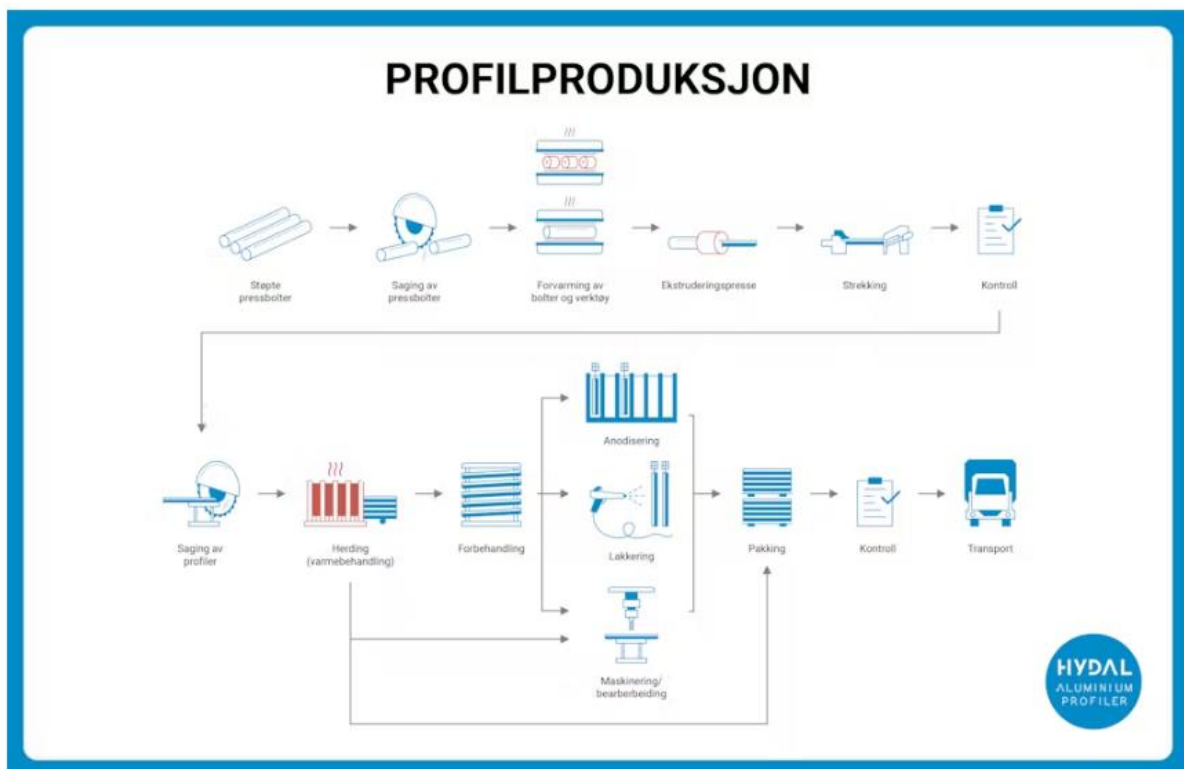 PROFILPRODUKSJON
Støpte
pressbolter
Saging av
pressbolter
Forvarming av
bolter og verktøy
Ekstruderingspresse
Strekking
Kontroll
Anodisering
Saging av
profiler
Herding
(varmebehandling)
Forbehandling
Lakkering
Pakking
Kontroll
Transport
Maskinering/
bearberbeiding
HYDAL
ALUMINIUM
PROFILER